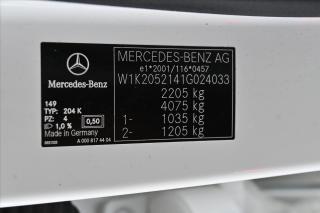 MERCEDES-BENZ AG
e1*2001/116*0457
W1K2052141G024033
2205 kg
4075 kg
1- 1035 kg
2- 1205 kg
Mercedes-Benz
149
TYP: 204 K
PZ: 4 0,50
1,0 %
Made in Germany
A 000 817 44 04